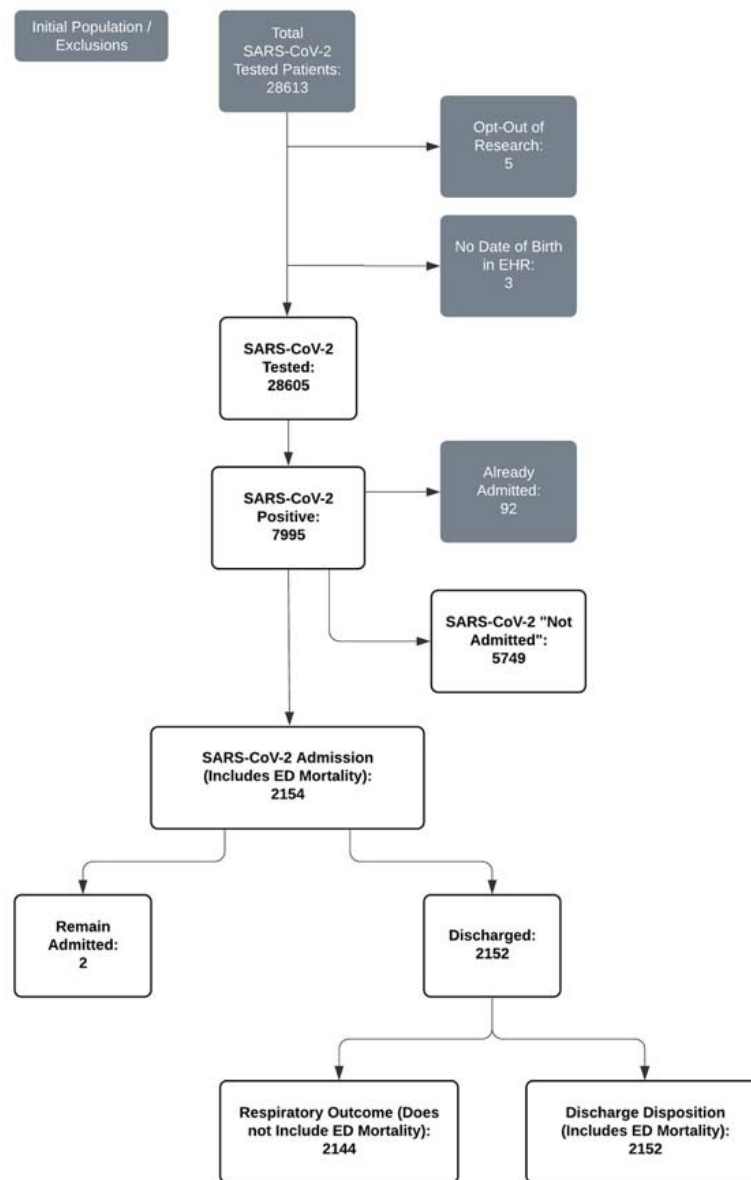 Initial Population /
Exclusions
Total
SARS-CoV-2
Tested Patients:
28613
Opt-Out of
Research:
5
No Date of Birth
in EHR:
3
SARS-CoV-2
Tested:
28605
SARS-CoV-2
Positive:
7995
Already
Admitted:
92
SARS-CoV-2 "Not
Admitted":
5749
SARS-CoV-2 Admission
(Includes ED Mortality):
2154
Remain
Admitted:
2
Discharged:
2152
Respiratory Outcome (Does
not Include ED Mortality):
2144
Discharge Disposition
(Includes ED Mortality):
2152